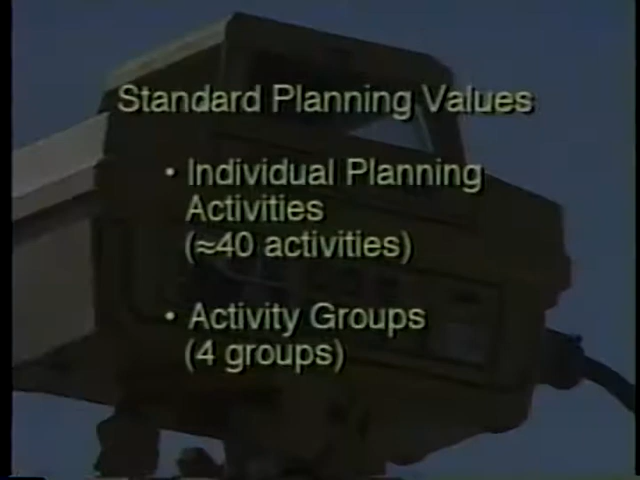 Standard Planning Values
• Individual Planning
Activities
(≈40 activities)
• Activity Groups
(4 groups)